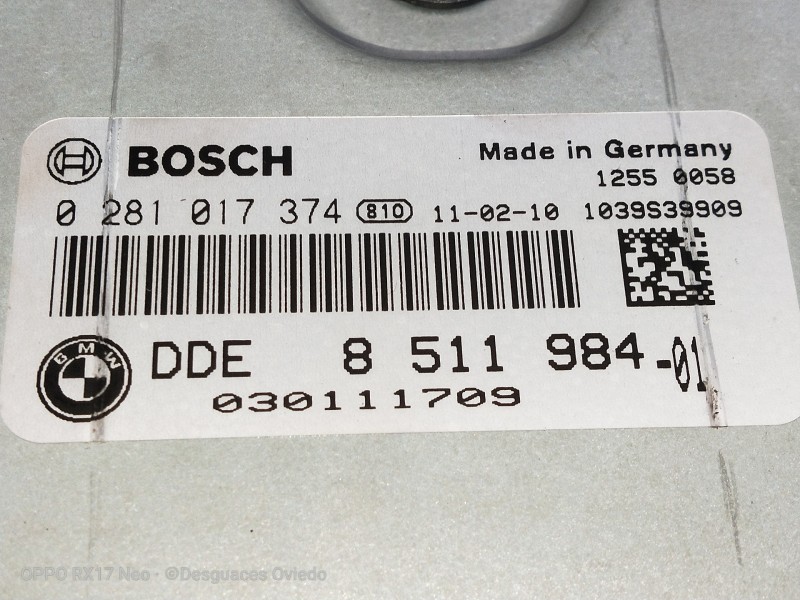 BOSCH
Made in Germany
1255 0058
0 281 017 374 810 11-02-10 1039S39909
BMW
DDE 8 511 984-01
030111709
OPPO RX17 Neo · ©Desguaces Oviedo